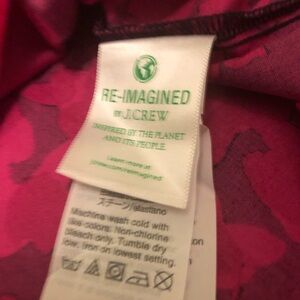 RE-IMAGINED
BY J.CREW
INSPIRED BY THE PLANET
AND ITS PEOPLE
Learn more at
jcrew.com/reimagined
/elastano
Machine wash cold with
like colors. Non-chlorine
bleach only. Tumble dry
low, Iron on lowest setting.